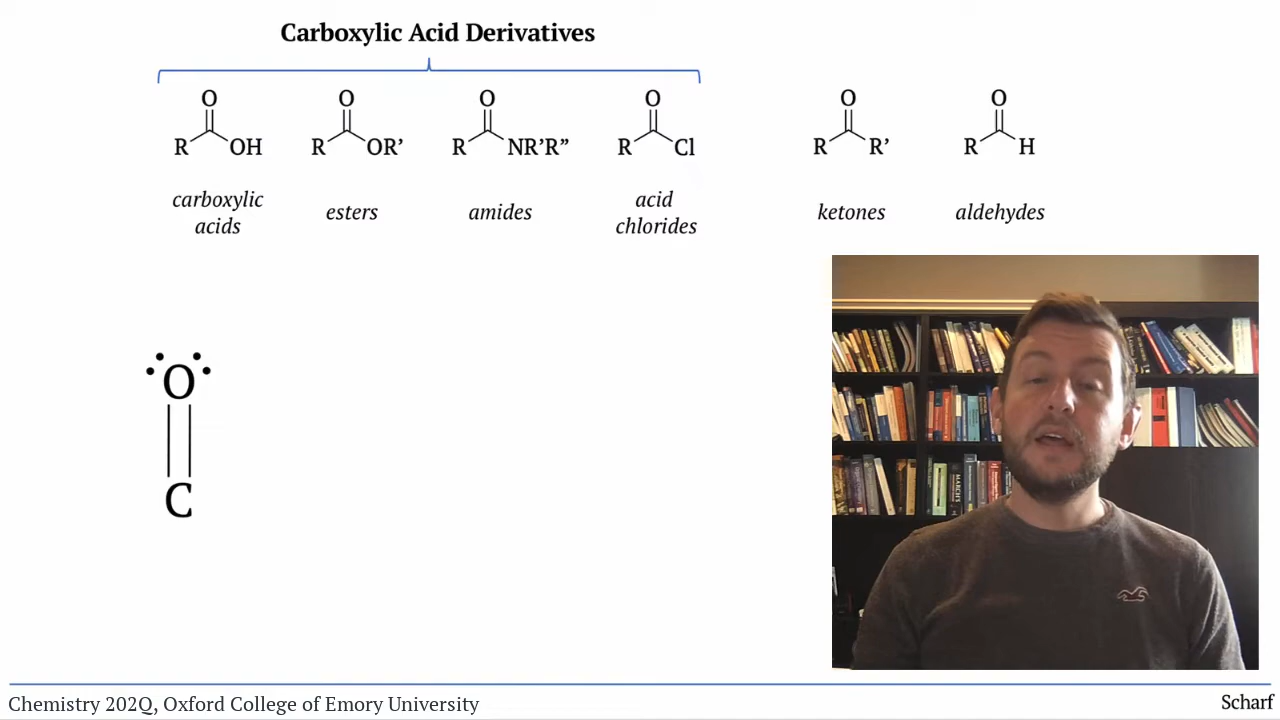 Carboxylic Acid Derivatives
O O O O O O
R OH R OR' R NR'R” R Cl R R' R H
carboxylic acids
esters
amides
acid chlorides
ketones
aldehydes
O
C
Chemistry 202Q, Oxford College of Emory University
Scharf